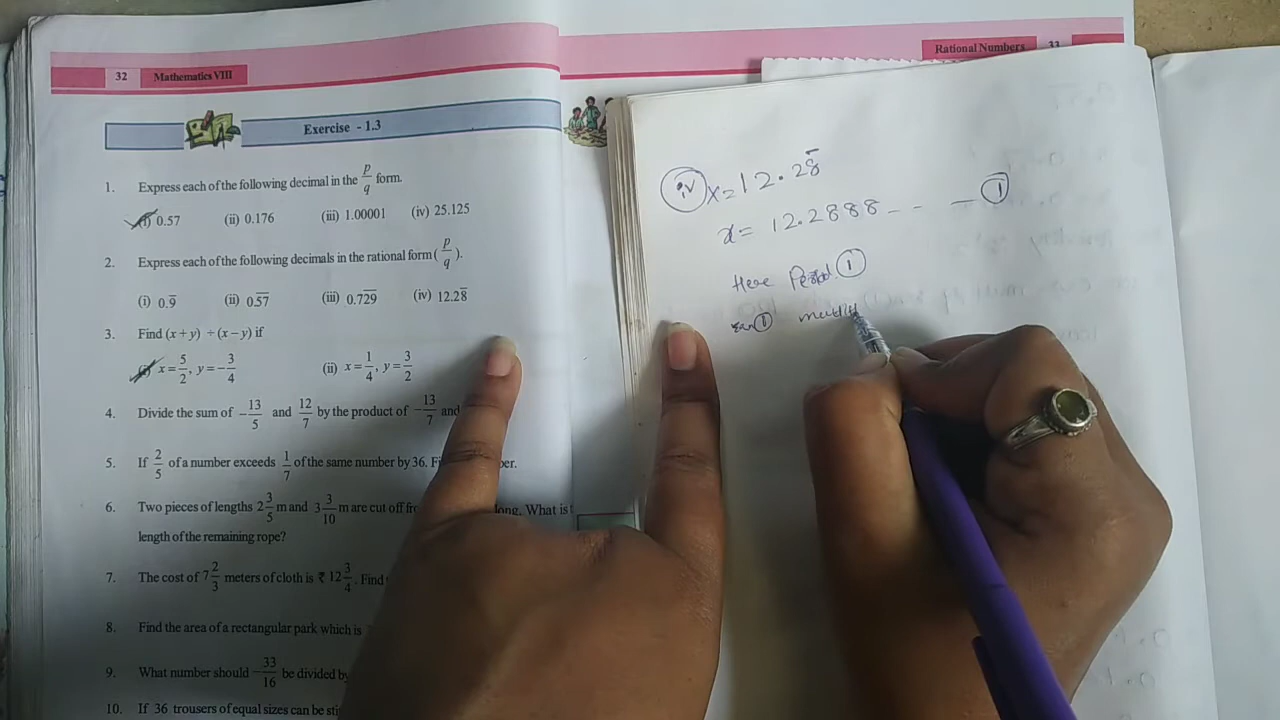 32 Mathematics VIII
Exercise - 1.3
1. Express each of the following decimal in the p/q form.
(i) 0.57 (ii) 0.176 (iii) 1.00001 (iv) 25.125
2. Express each of the following decimals in the rational form (p/q).
(i) 0.9̅ (ii) 0.5̅7̅ (iii) 0.72̅9̅ (iv) 12.28̅
3. Find (x + y) ÷ (x − y) if
(i) x = 5/2, y = −3/4 (ii) x = 1/4, y = 3/2
4. Divide the sum of −13/5 and 12/7 by the product of −13/7 and
5. If 2/5 of a number exceeds 1/7 of the same number by 36. Fi
6. Two pieces of lengths 2 3/5 m and 3 3/10 m are cut off long. What is
length of the remaining rope?
7. The cost of 7 2/3 meters of cloth is ₹ 12 3/4. Find
8. Find the area of a rectangular park which is
9. What number should −33/16 be divided by
10. If 36 trousers of equal sizes can be
Rational Numbers 33
iv x = 12.28̅
x = 12.2888 - - — 1
Here Period 1
1